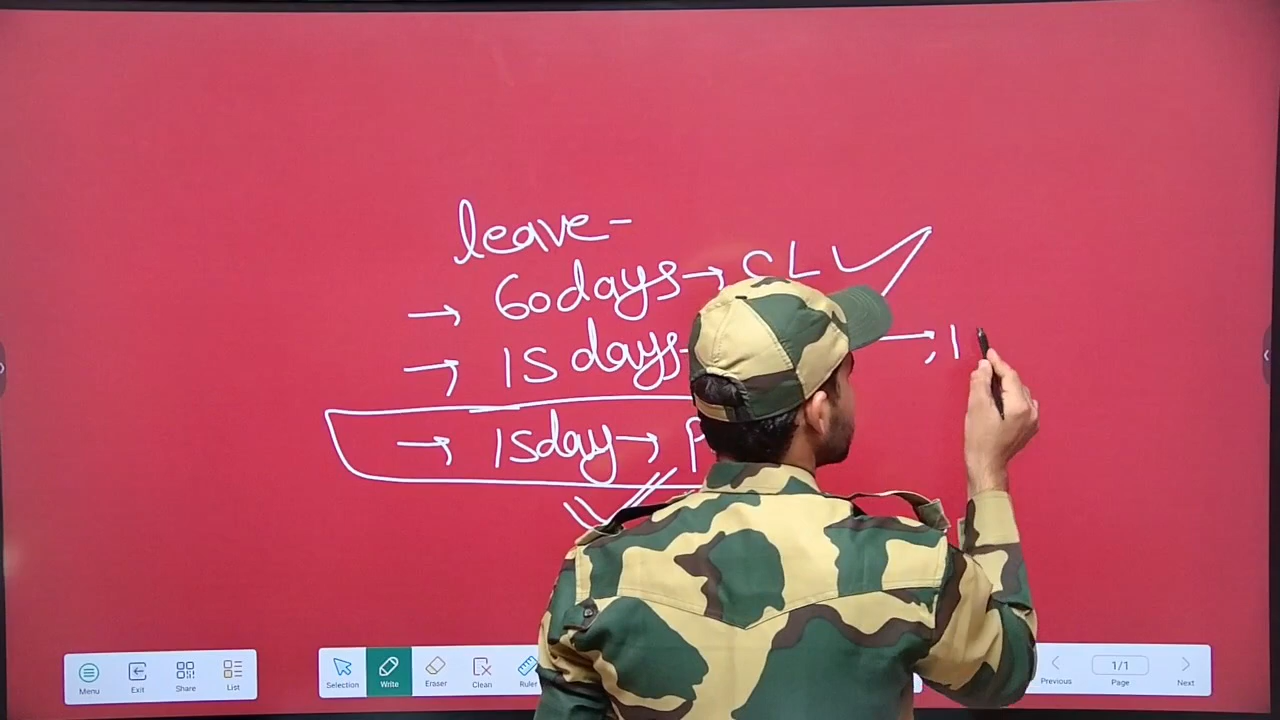 leave-
→ 60days → CL
→ 15 days
→ 15day →
Menu
Exit
Share
List
Selection
Write
Eraser
Clean
Ruler
Previous
1/1
Page
Next